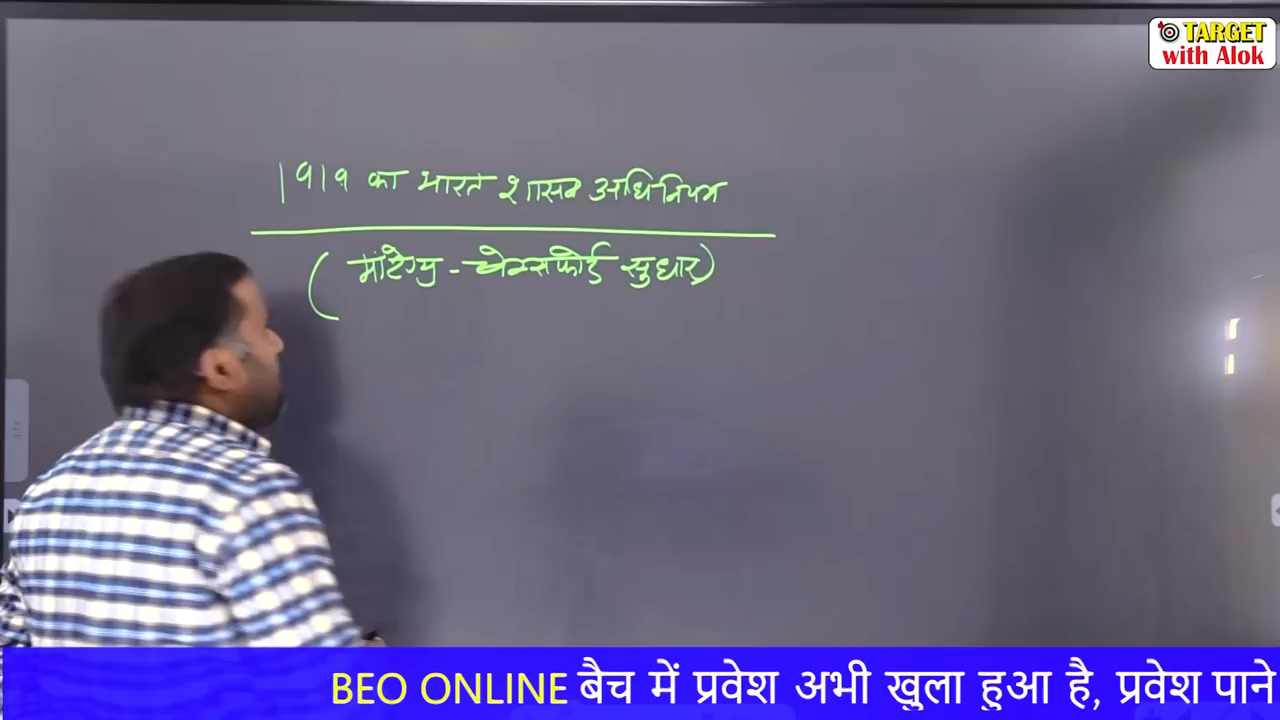 TARGET
with Alok
1919 का भारत शासन अधिनियम
(मांटेग्यु - चेम्सफोर्ड सुधार)
BEO ONLINE बैच में प्रवेश अभी खुला हुआ है, प्रवेश पाने